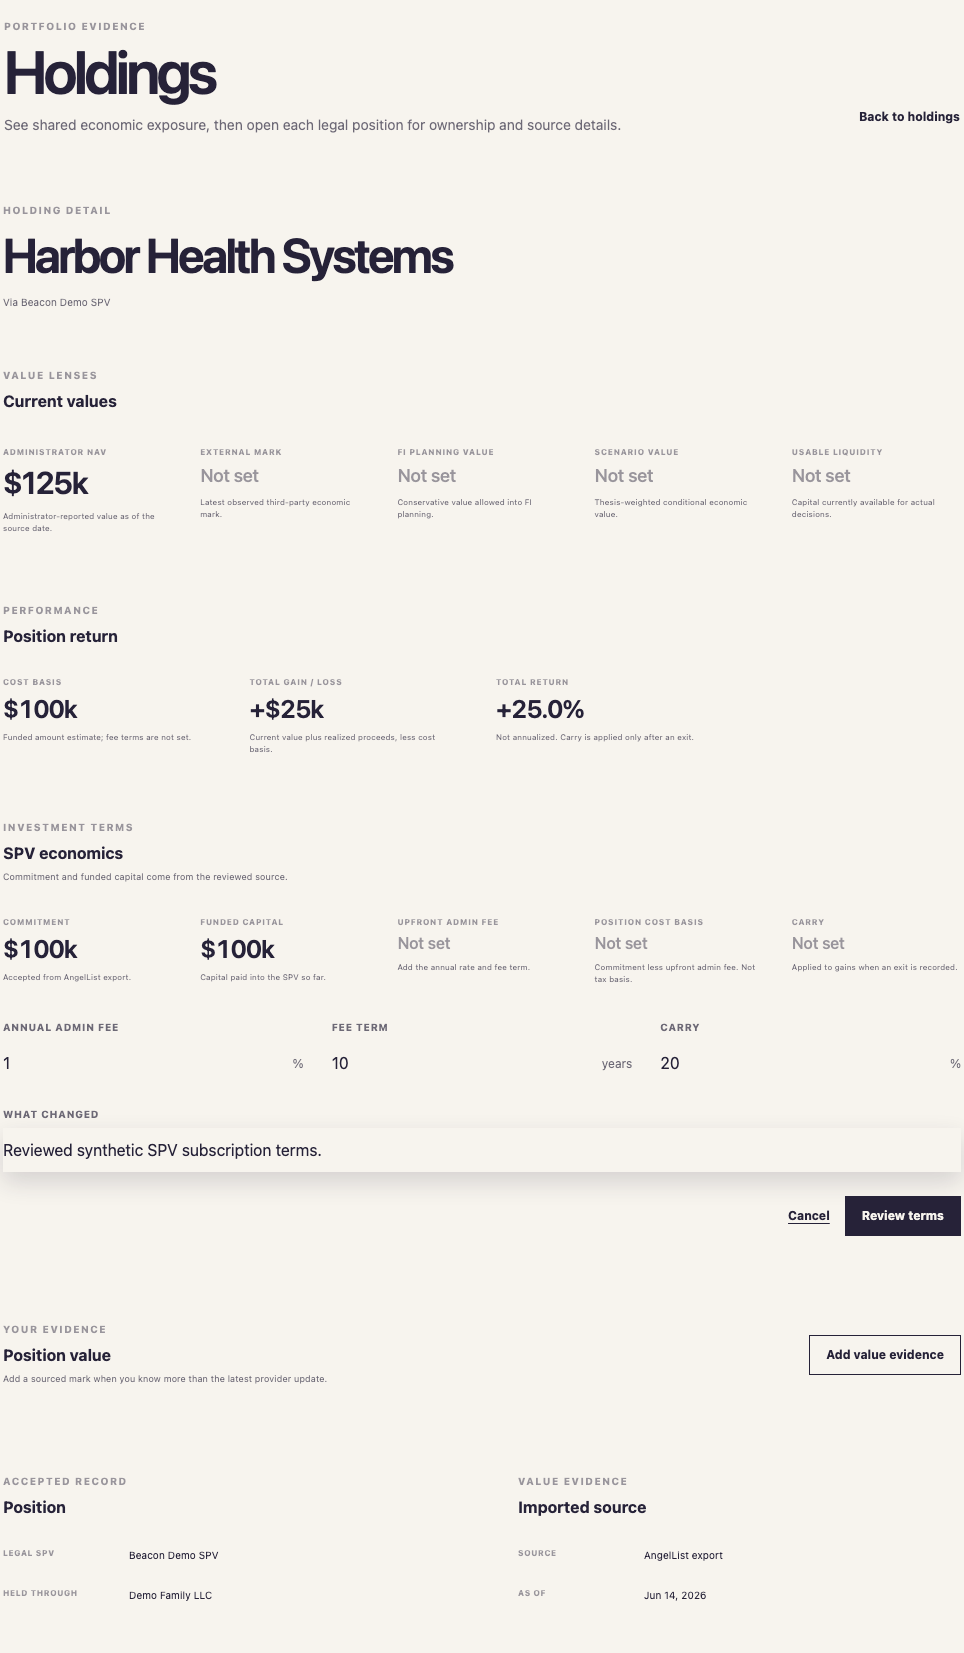 PORTFOLIO EVIDENCE
Holdings
See shared economic exposure, then open each legal position for ownership and source details.
Back to holdings
HOLDING DETAIL
Harbor Health Systems
Via Beacon Demo SPV
VALUE LENSES
Current values
ADMINISTRATOR NAV
$125k
Administrator-reported value as of the
source date.
EXTERNAL MARK
Not set
Latest observed third-party economic
mark.
FI PLANNING VALUE
Not set
Conservative value allowed into FI
planning.
SCENARIO VALUE
Not set
Thesis-weighted conditional economic
value.
USABLE LIQUIDITY
Not set
Capital currently available for actual
decisions.
PERFORMANCE
Position return
COST BASIS
$100k
Funded amount estimate; fee terms are not set.
TOTAL GAIN / LOSS
+$25k
Current value plus realized proceeds, less cost
basis.
TOTAL RETURN
+25.0%
Not annualized. Carry is applied only after an exit.
INVESTMENT TERMS
SPV economics
Commitment and funded capital come from the reviewed source.
COMMITMENT
$100k
Accepted from AngelList export.
FUNDED CAPITAL
$100k
Capital paid into the SPV so far.
UPFRONT ADMIN FEE
Not set
Add the annual rate and fee term.
POSITION COST BASIS
Not set
Commitment less upfront admin fee. Not
tax basis.
CARRY
Not set
Applied to gains when an exit is recorded.
ANNUAL ADMIN FEE
1 %
FEE TERM
10 years
CARRY
20 %
WHAT CHANGED
Reviewed synthetic SPV subscription terms.
Cancel
Review terms
YOUR EVIDENCE
Position value
Add a sourced mark when you know more than the latest provider update.
Add value evidence
ACCEPTED RECORD
Position
LEGAL SPV Beacon Demo SPV
HELD THROUGH Demo Family LLC
VALUE EVIDENCE
Imported source
SOURCE AngelList export
AS OF Jun 14, 2026